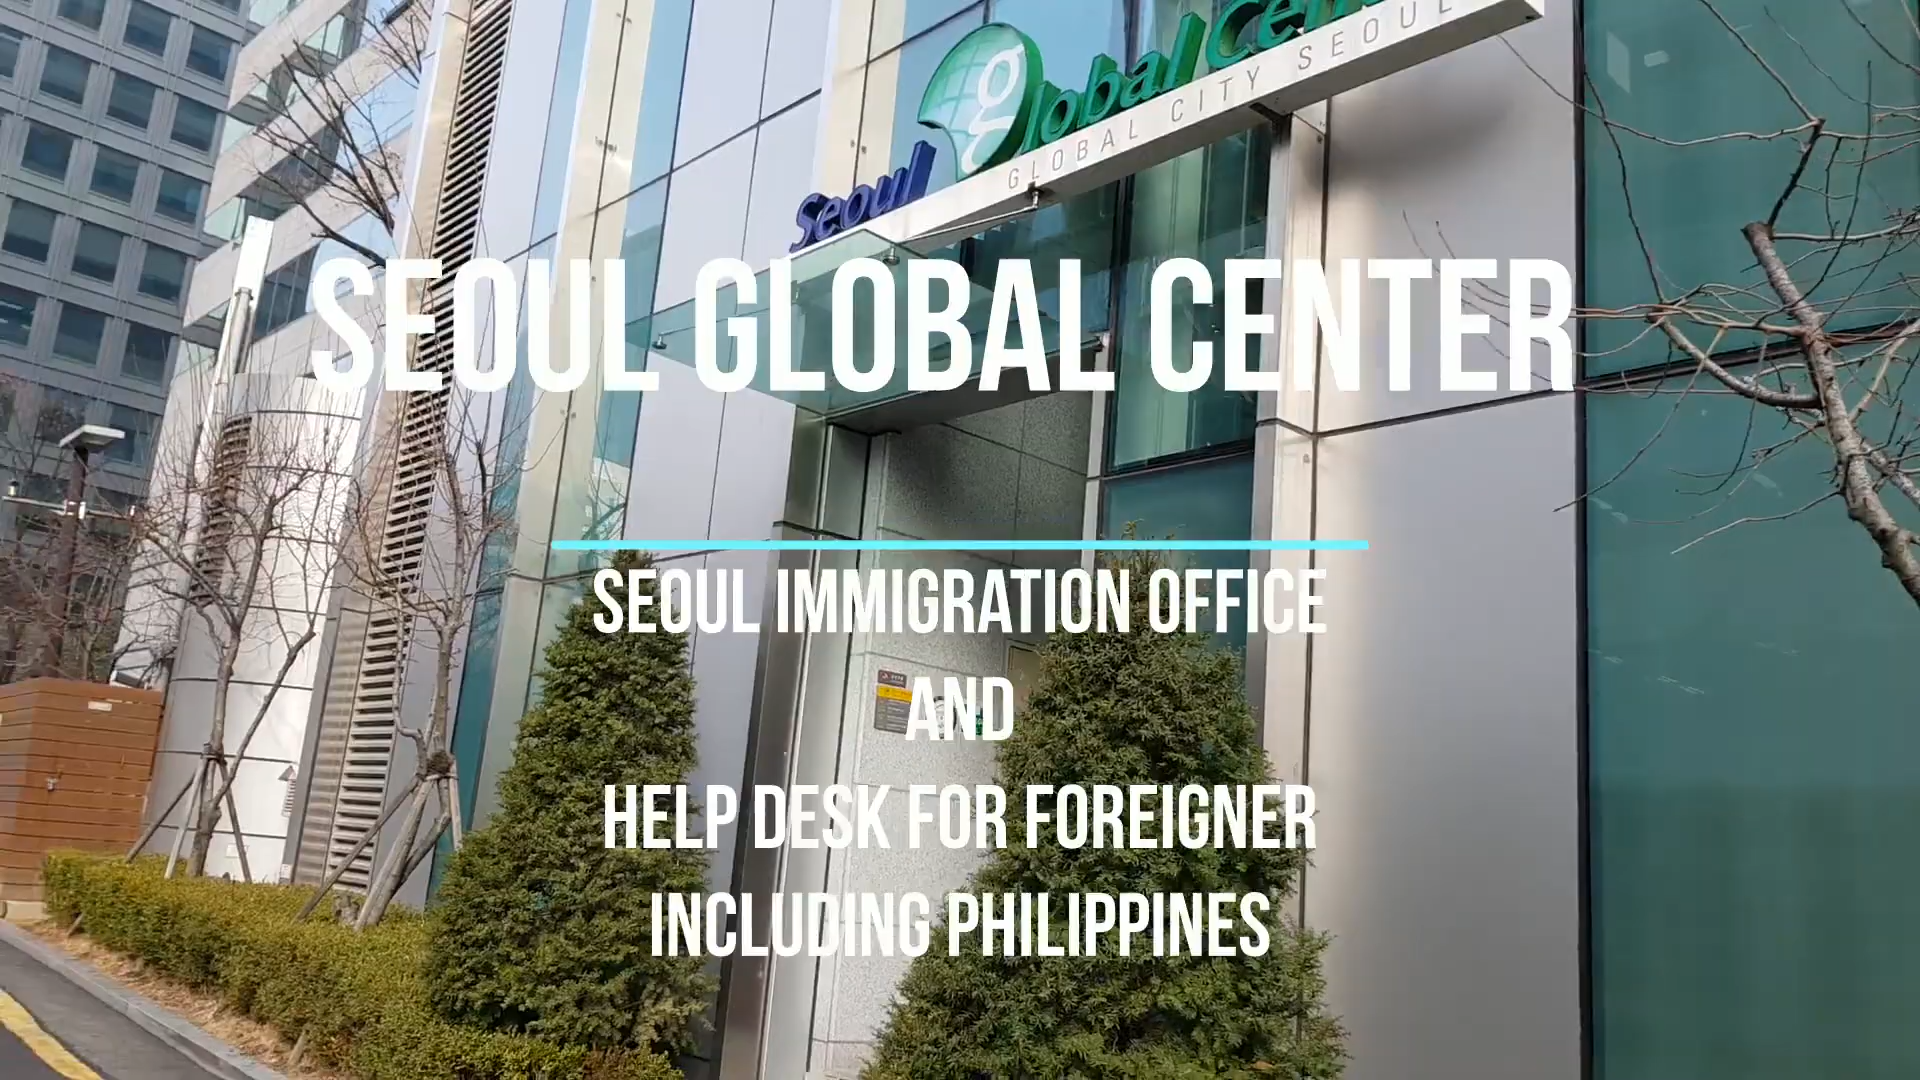 Seoul global Cen
GLOBAL CITY SEOUL
SEOUL GLOBAL CENTER
SEOUL IMMIGRATION OFFICE
AND
HELP DESK FOR FOREIGNER
INCLUDING PHILIPPINES